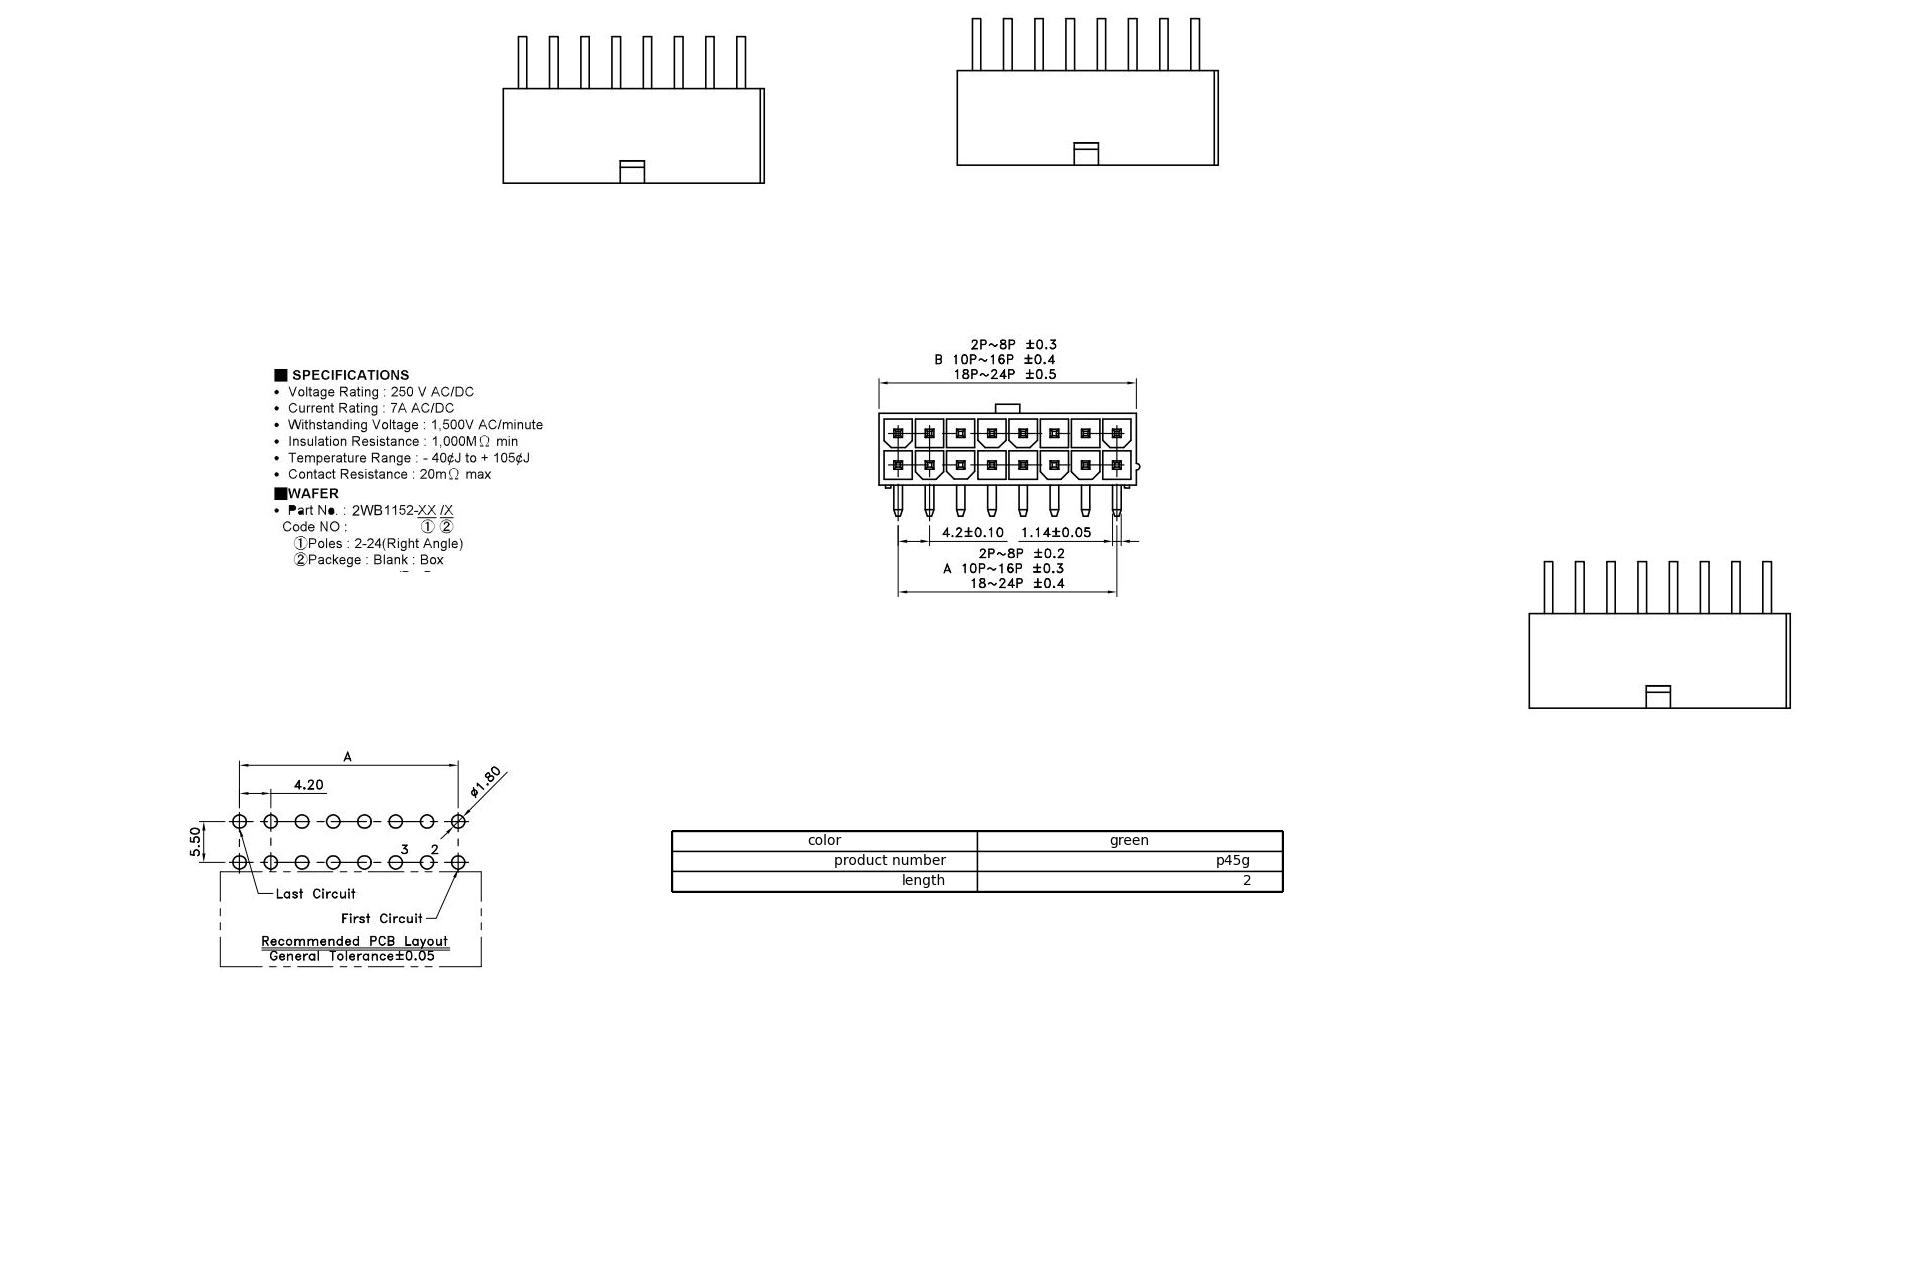 2P~8P ±0.3
B 10P~16P ±0.4
18P~24P ±0.5
■ SPECIFICATIONS
• Voltage Rating : 250 V AC/DC
• Current Rating : 7A AC/DC
• Withstanding Voltage : 1,500V AC/minute
• Insulation Resistance : 1,000MΩ min
• Temperature Range : - 40¢J to + 105¢J
• Contact Resistance : 20mΩ max
■WAFER
• Part No. : 2WB1152-XX /X
Code NO : ① ②
①Poles : 2-24(Right Angle)
②Packege : Blank : Box
4.2±0.10 1.14±0.05
2P~8P ±0.2
A 10P~16P ±0.3
18~24P ±0.4
A
4.20
ø1.80
5.50
3 2
Last Circuit
First Circuit
Recommended PCB Layout
General Tolerance±0.05
color green
product number p45g
length 2